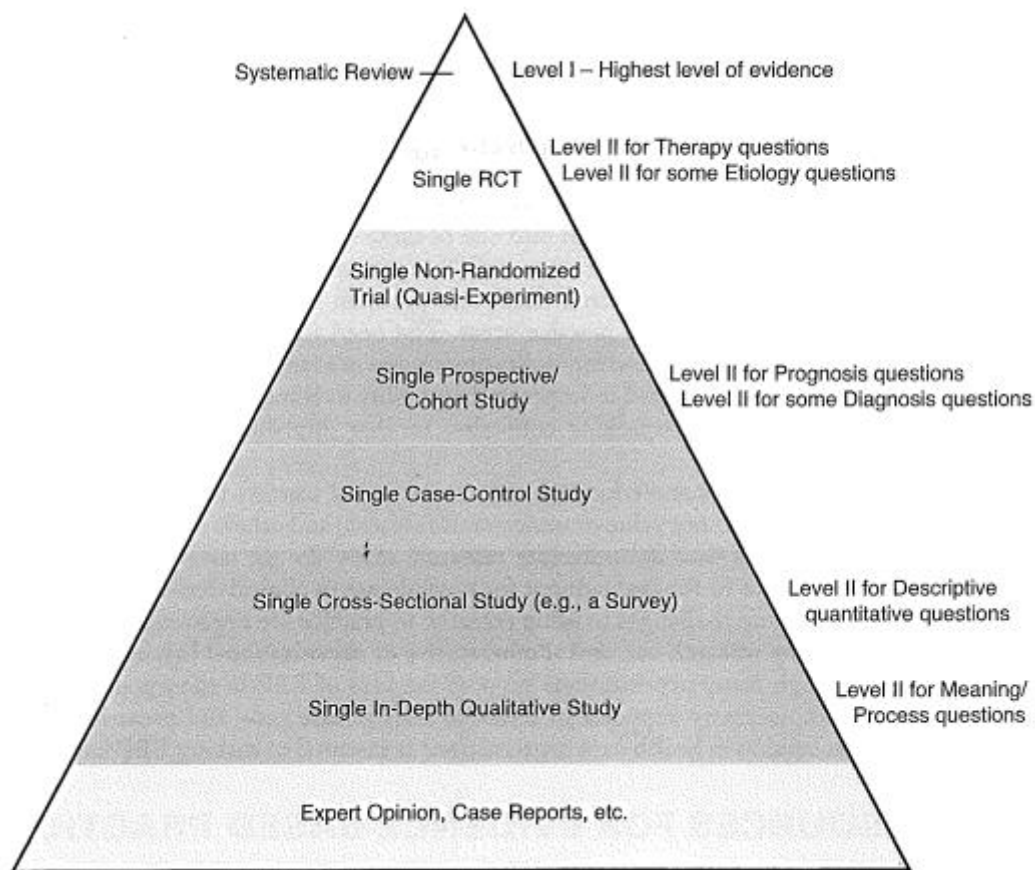 Systematic Review
Level I – Highest level of evidence
Level II for Therapy questions
Level II for some Etiology questions
Single RCT
Single Non-Randomized
Trial (Quasi-Experiment)
Single Prospective/
Cohort Study
Level II for Prognosis questions
Level II for some Diagnosis questions
Single Case-Control Study
Single Cross-Sectional Study (e.g., a Survey)
Level II for Descriptive
quantitative questions
Single In-Depth Qualitative Study
Level II for Meaning/
Process questions
Expert Opinion, Case Reports, etc.